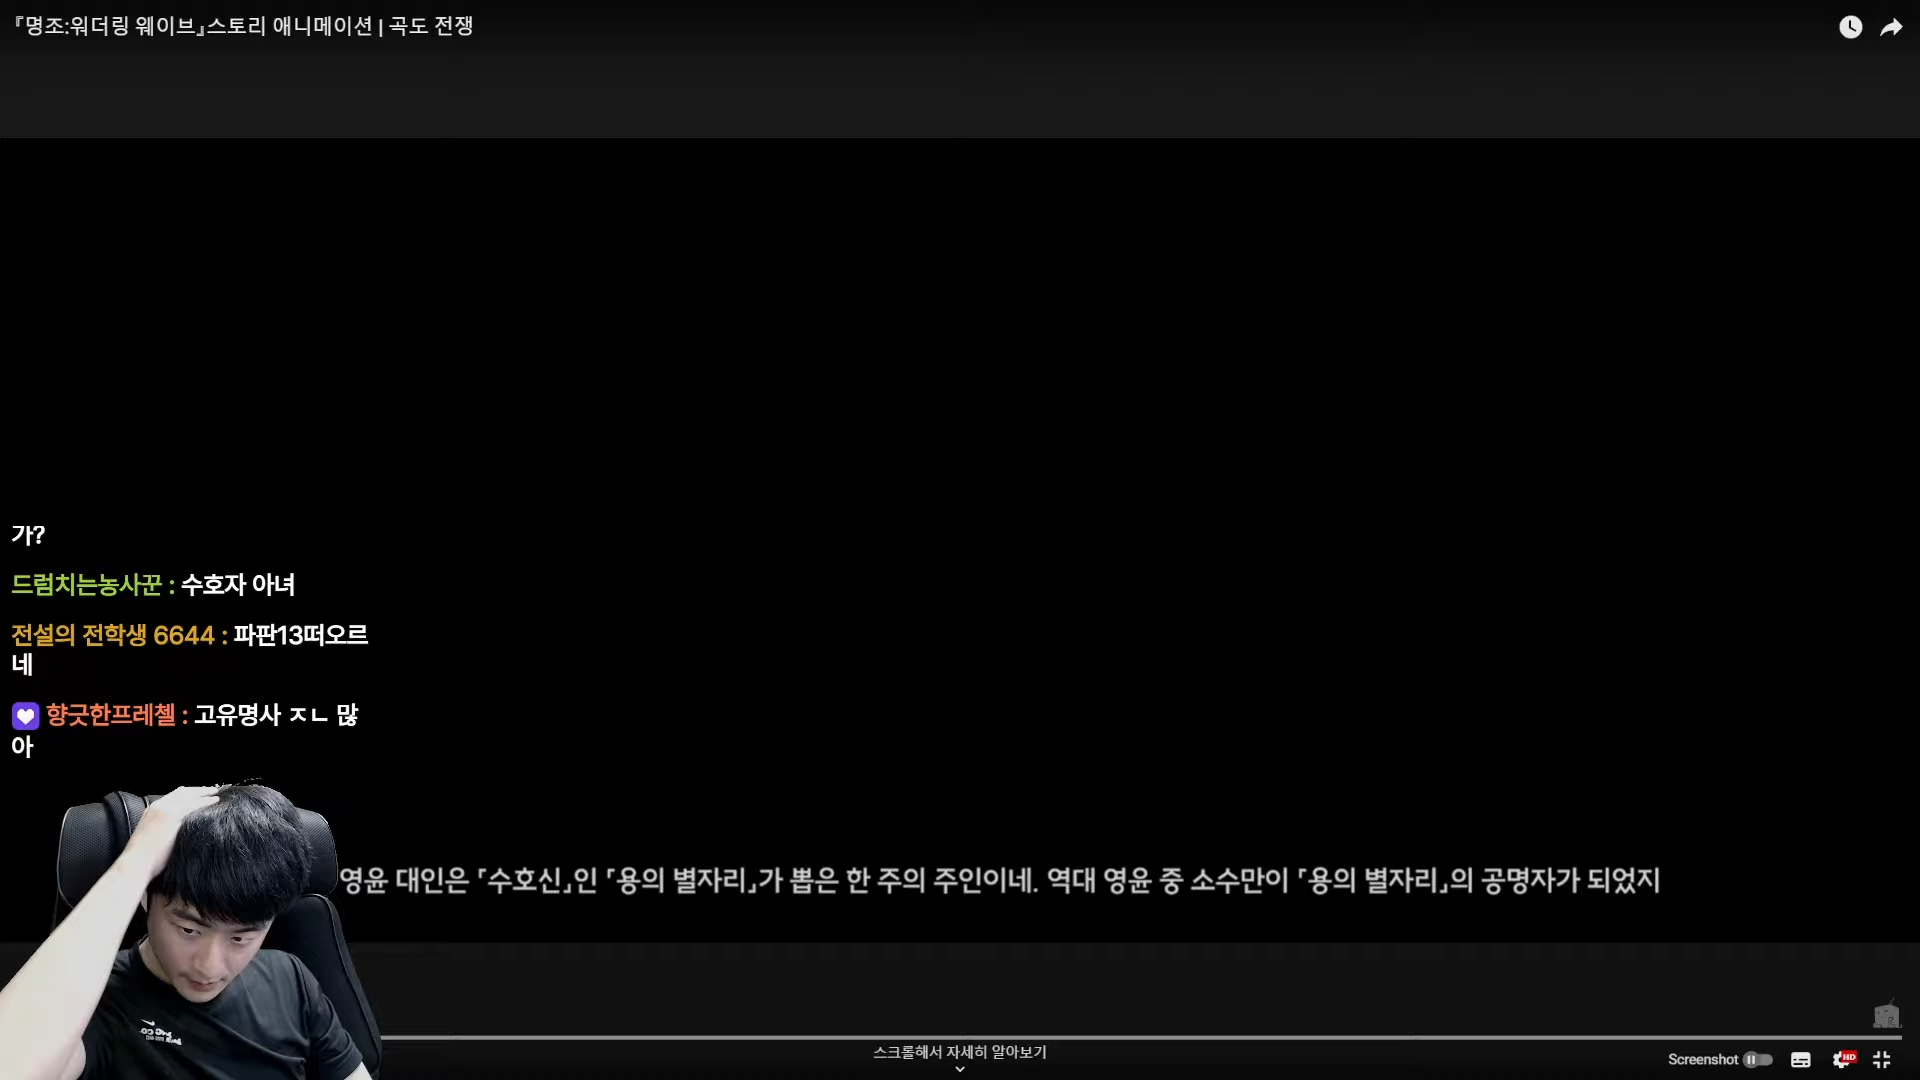 『명조:워더링 웨이브』스토리 애니메이션 | 곡도 전쟁
가?
드럼치는농사꾼 : 수호자 아녀
전설의 전학생 6644 : 파판13떠오르
네
향긋한프레첼 : 고유명사 ㅈㄴ 많
아
영윤 대인은 「수호신」인 「용의 별자리」가 뽑은 한 주의 주인이네. 역대 영윤 중 소수만이 「용의 별자리」의 공명자가 되었지
스크롤해서 자세히 알아보기
Screenshot
HD